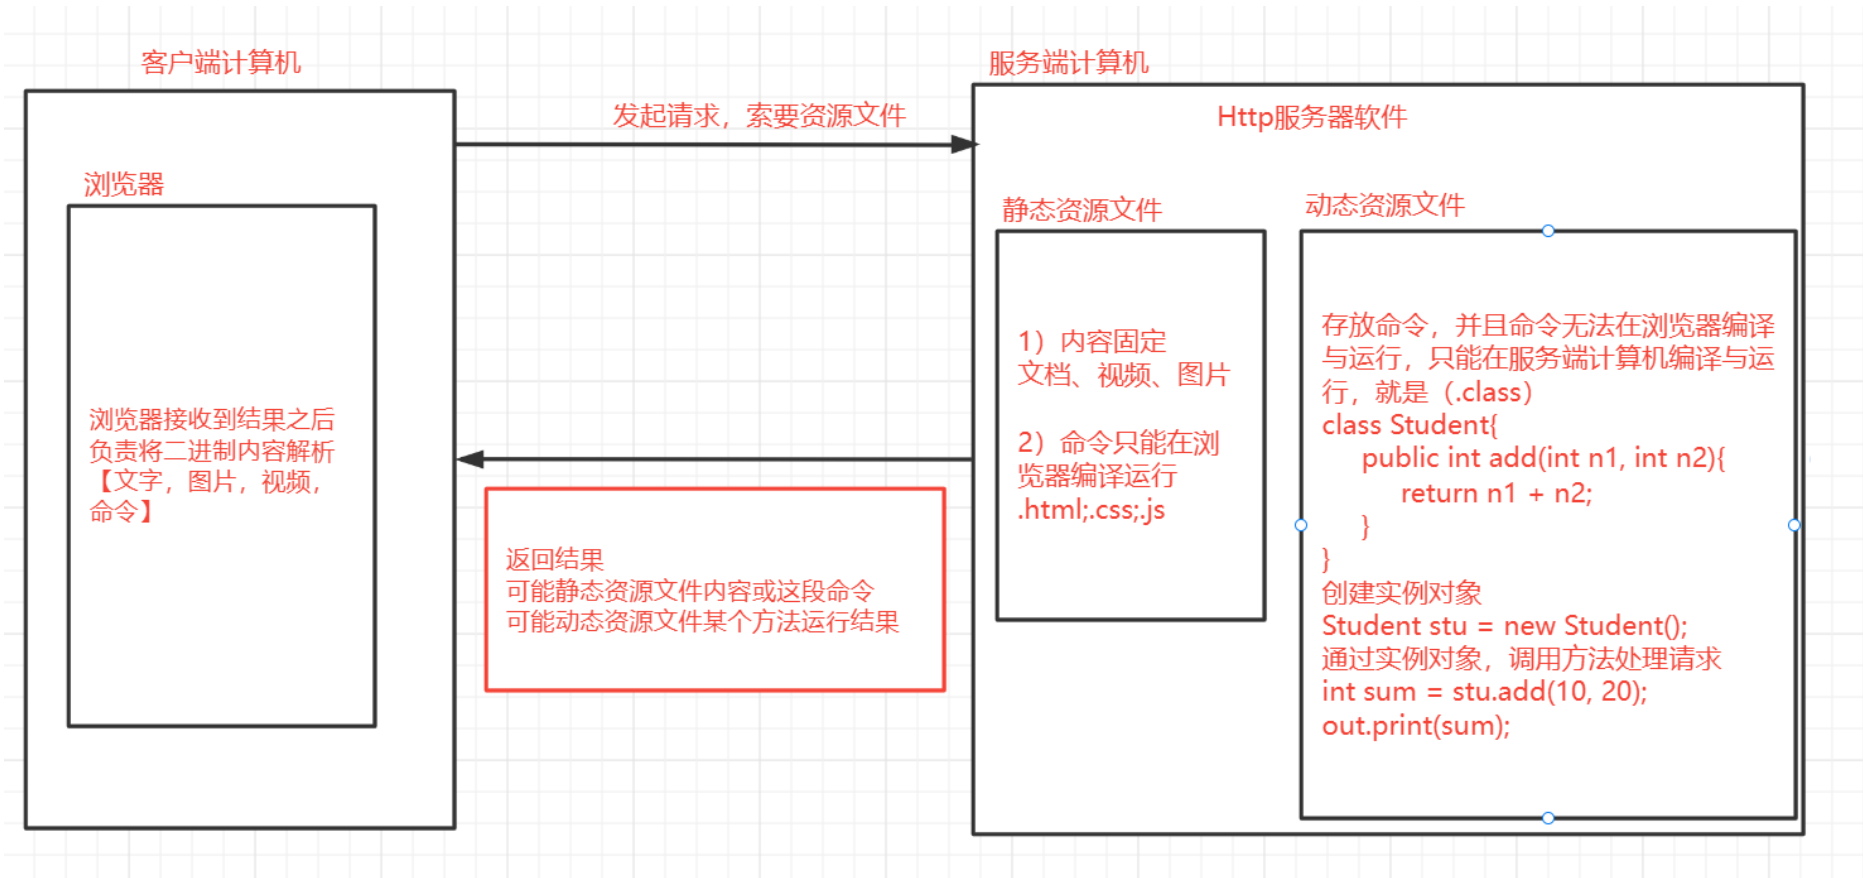 客户端计算机
浏览器
浏览器接收到结果之后
负责将二进制内容解析
【文字，图片，视频，
命令】
发起请求，索要资源文件
返回结果
可能静态资源文件内容或这段命令
可能动态资源文件某个方法运行结果
服务端计算机
Http服务器软件
静态资源文件
1）内容固定
文档、视频、图片
2）命令只能在浏
览器编译运行
.html;.css;.js
动态资源文件
存放命令，并且命令无法在浏览器编译
与运行，只能在服务端计算机编译与运
行，就是（.class）
class Student{
public int add(int n1, int n2){
return n1 + n2;
}
}
创建实例对象
Student stu = new Student();
通过实例对象，调用方法处理请求
int sum = stu.add(10, 20);
out.print(sum);